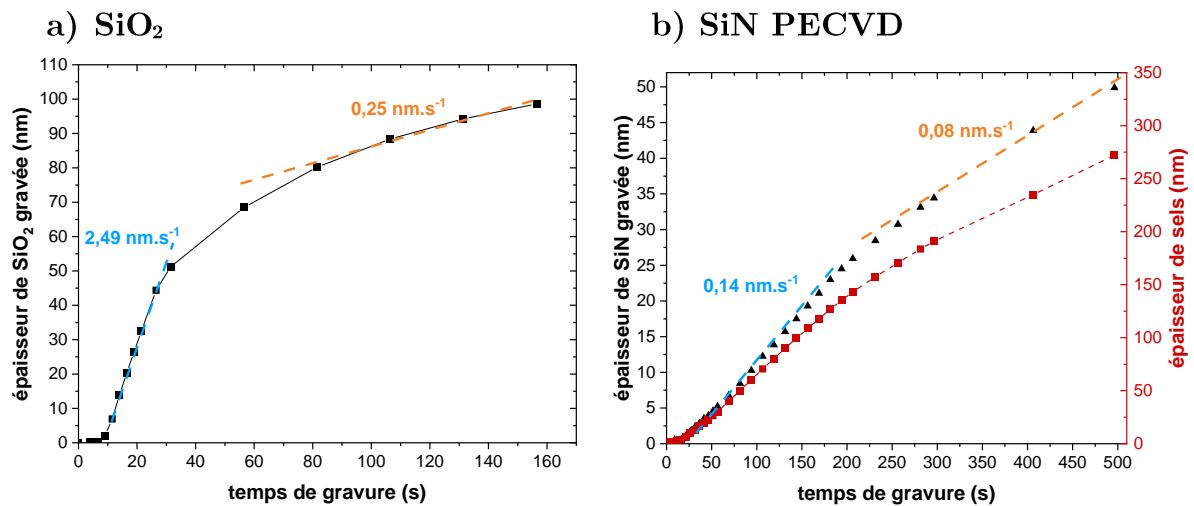 a) SiO₂
110
100
90
80
70
60
50
40
30
20
10
0
0 20 40 60 80 100 120 140 160
épaisseur de SiO₂ gravée (nm)
temps de gravure (s)
2,49 nm.s⁻¹
0,25 nm.s⁻¹
b) SiN PECVD
50
45
40
35
30
25
20
15
10
5
0
0 50 100 150 200 250 300 350 400 450 500
épaisseur de SiN gravée (nm)
temps de gravure (s)
0,14 nm.s⁻¹
0,08 nm.s⁻¹
350
300
250
200
150
100
50
0
épaisseur de sels (nm)